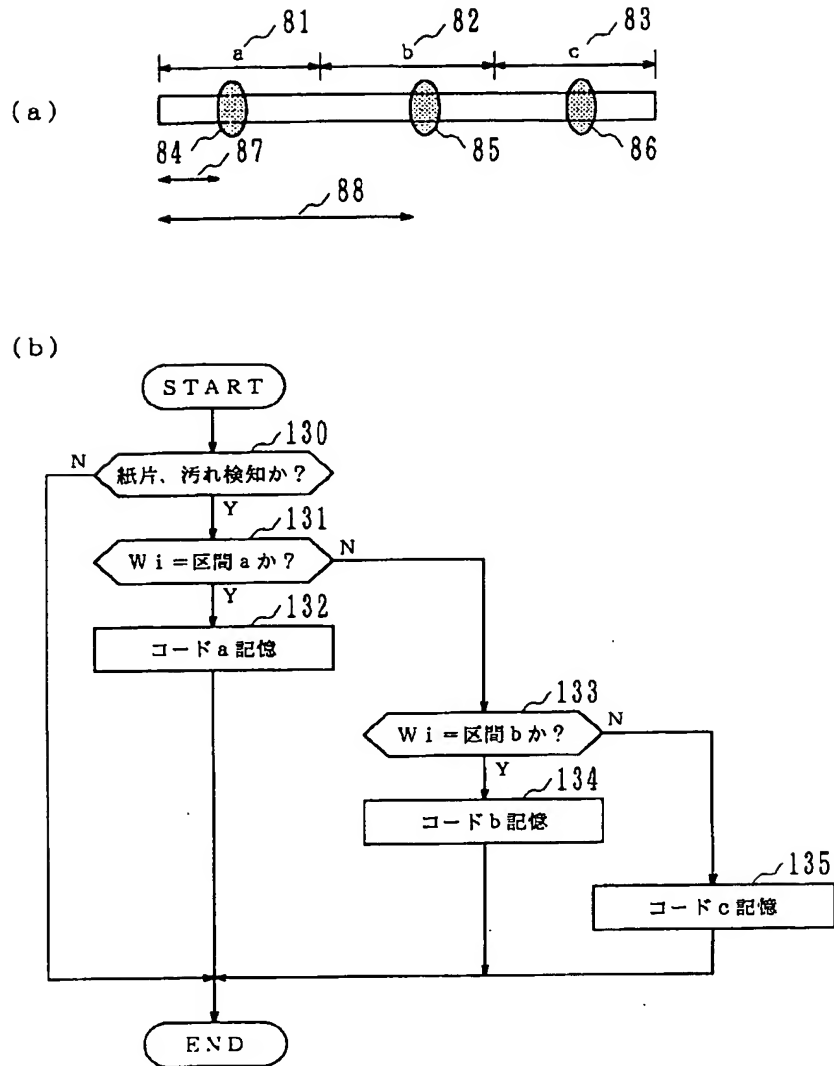 81 82 83
a b c
(a)
84 87 85 86
88
(b)
START
130
紙片、汚れ検知か？
N
Y
131
Wi=区間aか？
N
Y
132
コードa記憶
133
Wi=区間bか？
N
Y
134
コードb記憶
135
コードc記憶
END